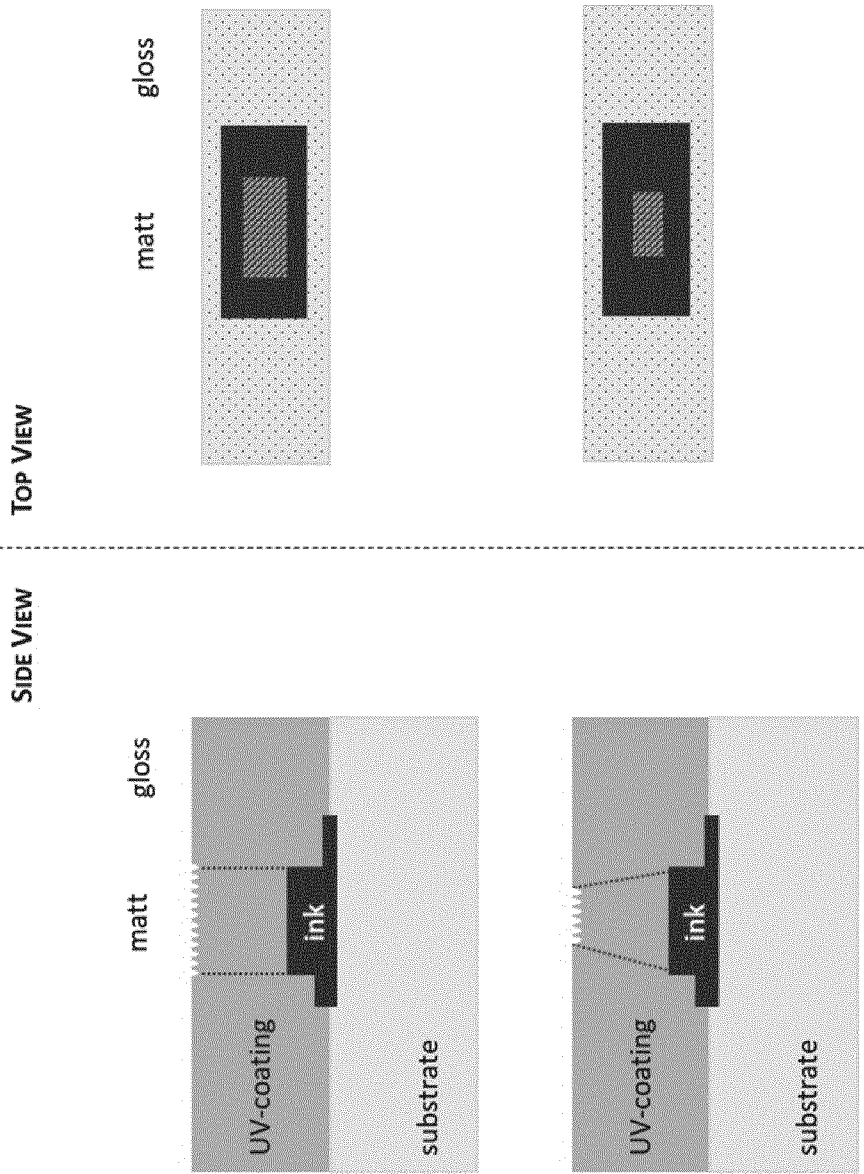 SIDE VIEW
TOP VIEW
matt gloss
matt gloss
UV-coating
ink
substrate
UV-coating
ink
substrate